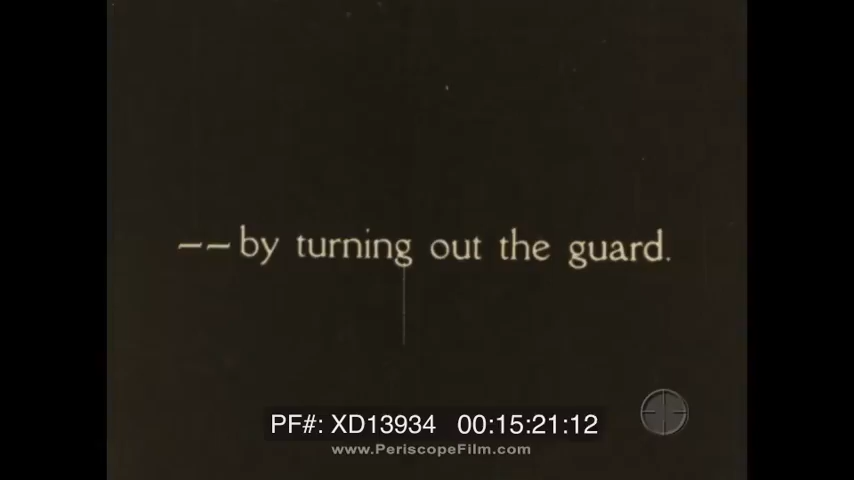 ––by turning out the guard.
PF#: XD13934 00:15:21:12
www.PeriscopeFilm.com